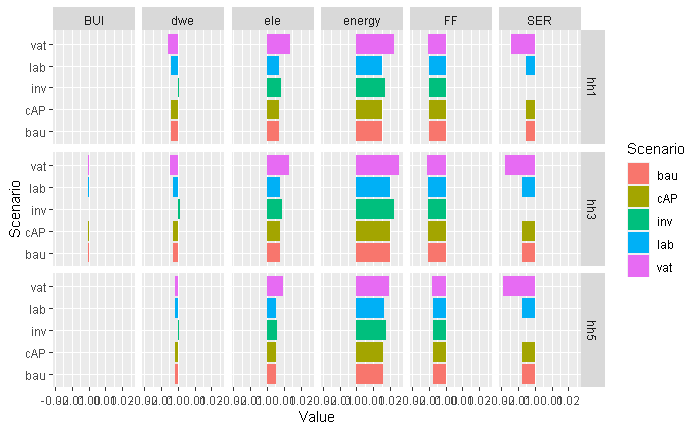 BUI dwe ele energy FF SER
vat
lab
inv
cAP
bau
hh1
vat
lab
inv
cAP
bau
hh3
vat
lab
inv
cAP
bau
hh5
Scenario
Value
Scenario
bau
cAP
inv
lab
vat